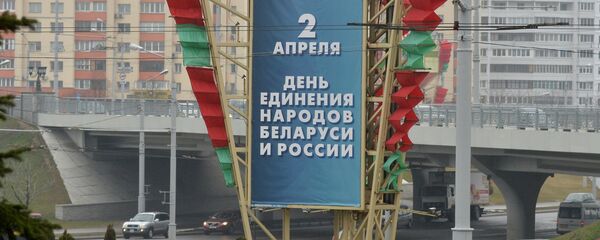 2
АПРЕЛЯ
ДЕНЬ
ЕДИНЕНИЯ
НАРОДОВ
БЕЛАРУСИ
И РОССИИ